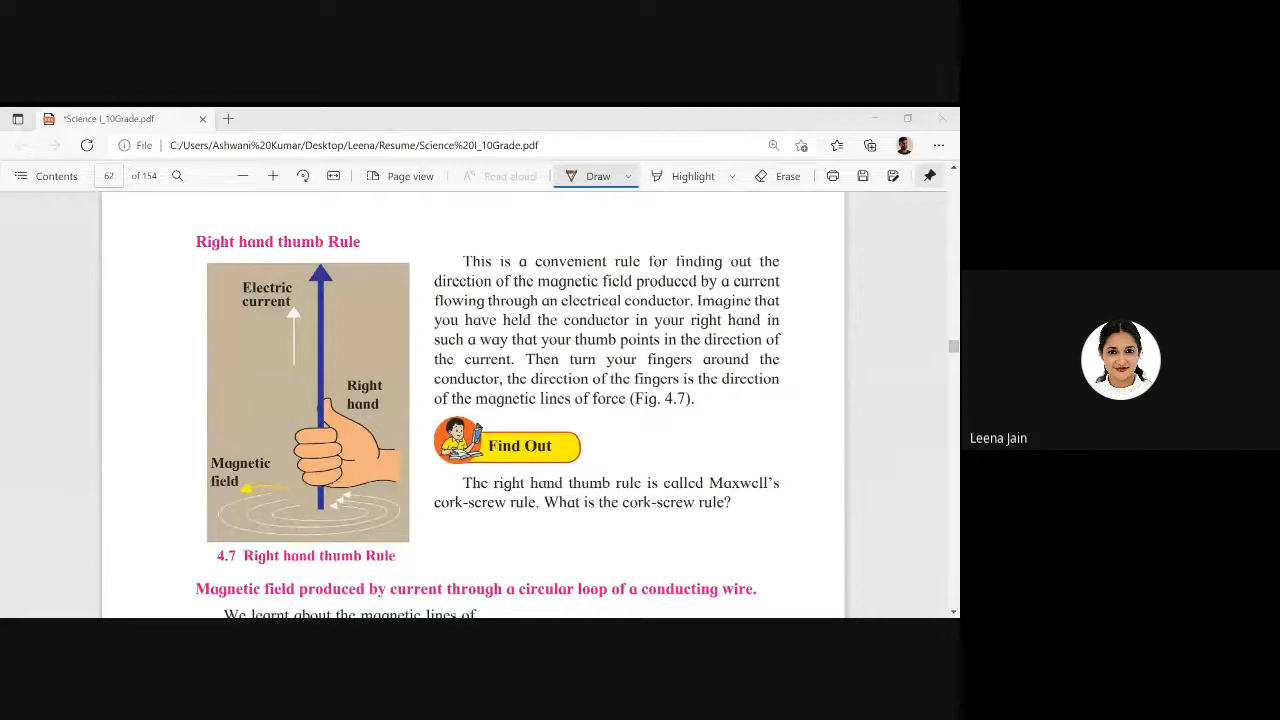 *Science I_10Grade.pdf
File
C:/Users/Ashwani%20Kumar/Desktop/Leena/Resume/Science%20I_10Grade.pdf
Contents
62
of 154
Page view
Read aloud
Draw
Highlight
Erase
Right hand thumb Rule
Electric
current
Right
hand
Magnetic
field
4.7 Right hand thumb Rule
This is a convenient rule for finding out the
direction of the magnetic field produced by a current
flowing through an electrical conductor. Imagine that
you have held the conductor in your right hand in
such a way that your thumb points in the direction of
the current. Then turn your fingers around the
conductor, the direction of the fingers is the direction
of the magnetic lines of force (Fig. 4.7).
Find Out
The right hand thumb rule is called Maxwell's
cork-screw rule. What is the cork-screw rule?
Magnetic field produced by current through a circular loop of a conducting wire.
We learnt about the magnetic lines of
Leena Jain